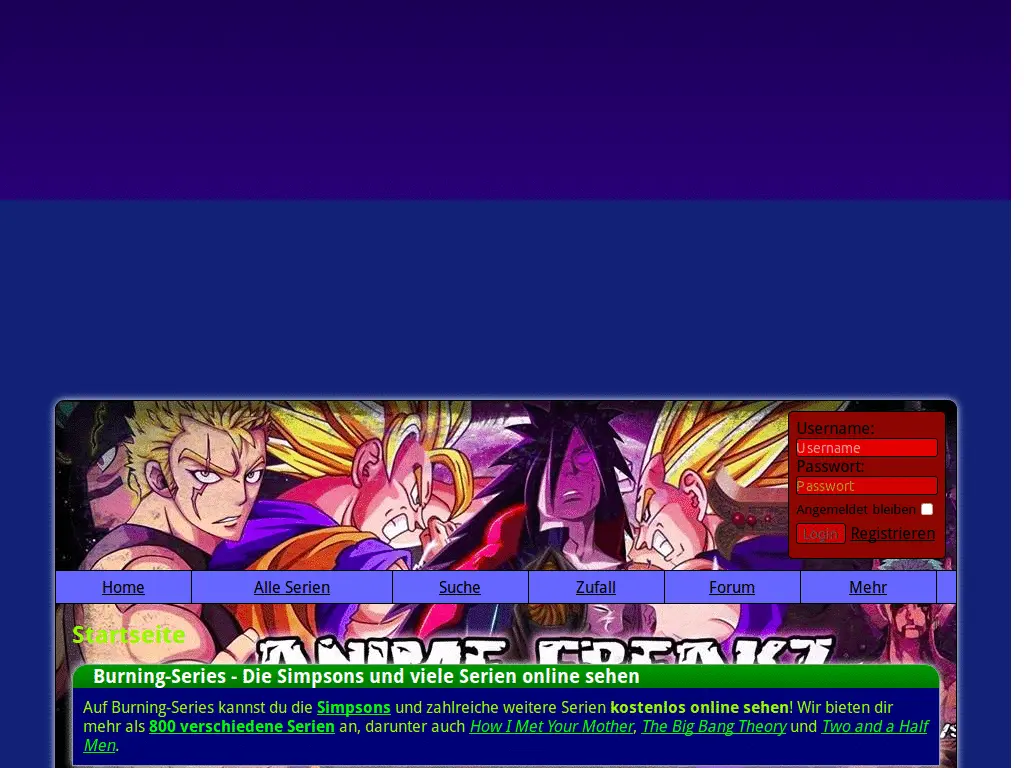 Username:
Username
Passwort:
Passwort
Angemeldet bleiben
Login Registrieren
Home Alle Serien Suche Zufall Forum Mehr
Startseite
ANIME FREAKZ
Burning-Series - Die Simpsons und viele Serien online sehen
Auf Burning-Series kannst du die Simpsons und zahlreiche weitere Serien kostenlos online sehen! Wir bieten dir
mehr als 800 verschiedene Serien an, darunter auch How I Met Your Mother, The Big Bang Theory und Two and a Half
Men.